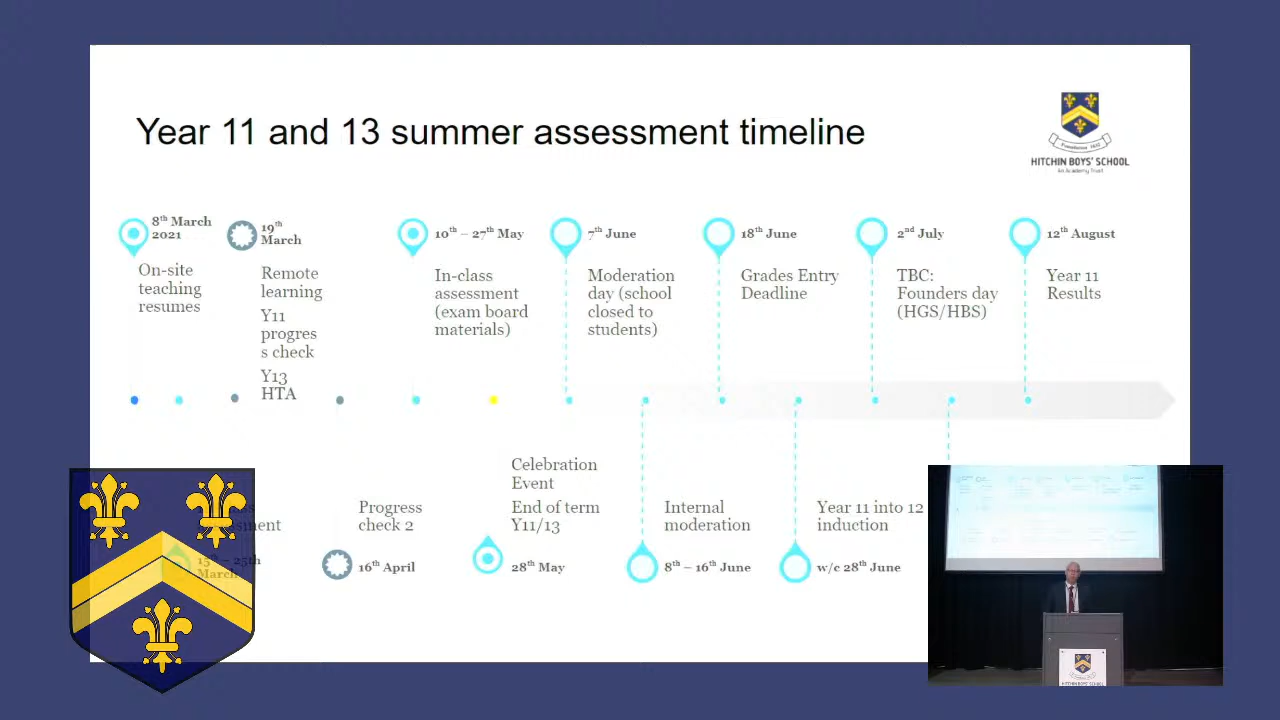 Year 11 and 13 summer assessment timeline
HITCHIN BOYS' SCHOOL
An Academy Trust
8th March
2021
On-site
teaching
resumes
19th
March
Remote
learning
Y11
progres
s check
Y13
HTA
10th – 27th May
In-class
assessment
(exam board
materials)
7th June
Moderation
day (school
closed to
students)
18th June
Grades Entry
Deadline
2nd July
TBC:
Founders day
(HGS/HBS)
12th August
Year 11
Results
15th – 25th
March
Progress
check 2
16th April
Celebration
Event
End of term
Y11/13
28th May
Internal
moderation
8th – 16th June
Year 11 into 12
induction
w/c 28th June
HITCHIN BOYS' SCHOOL